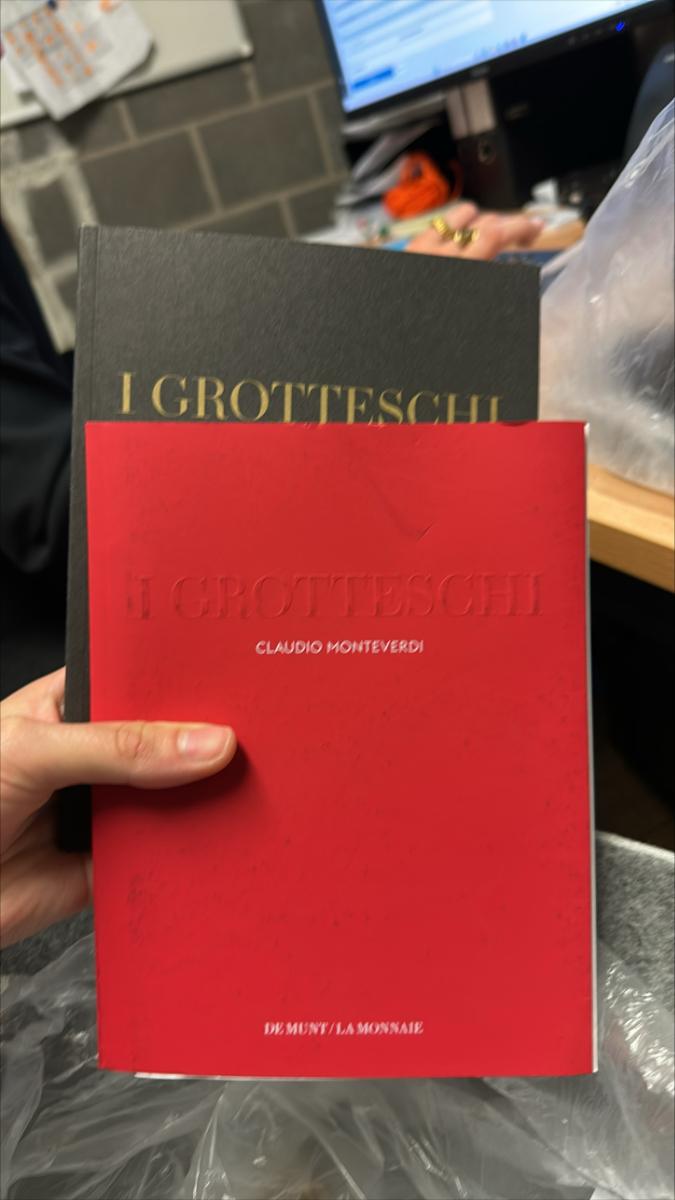 I GROTTESCHI
I GROTTESCHI
CLAUDIO MONTEVERDI
DE MUNT / LA MONNAIE